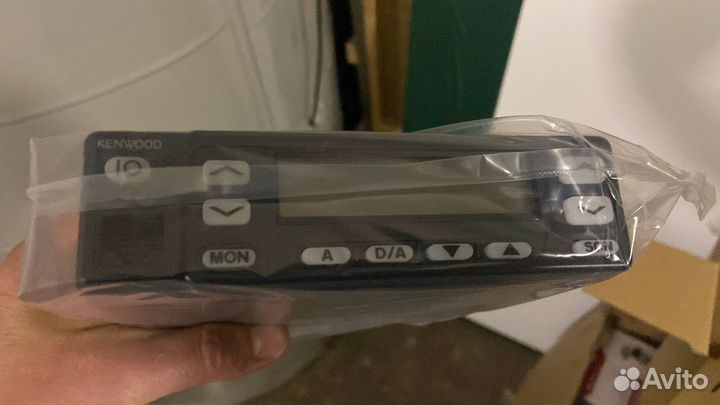 KENWOOD
MON
A
D/A
SCN
Avito